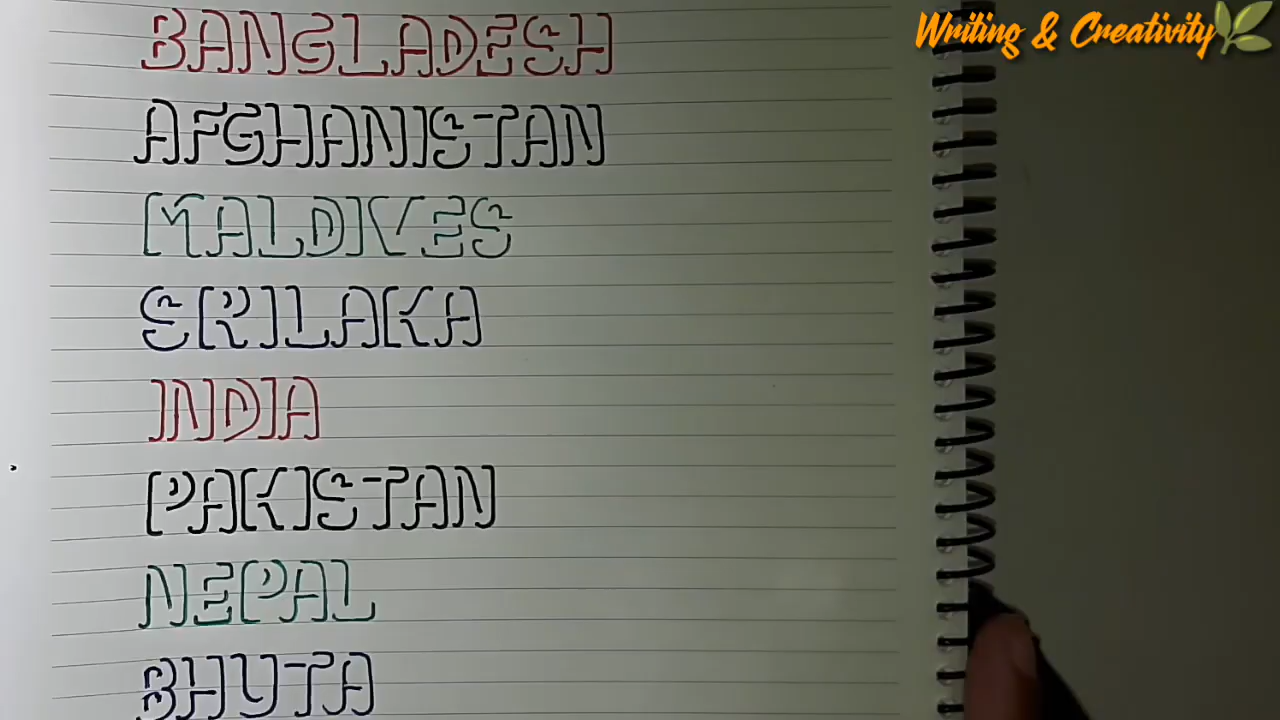 Writing & Creativity
BANGLADESH
AFGHANISTAN
MALDIVES
SRILAKA
INDIA
PAKISTAN
NEPAL
BHUTA